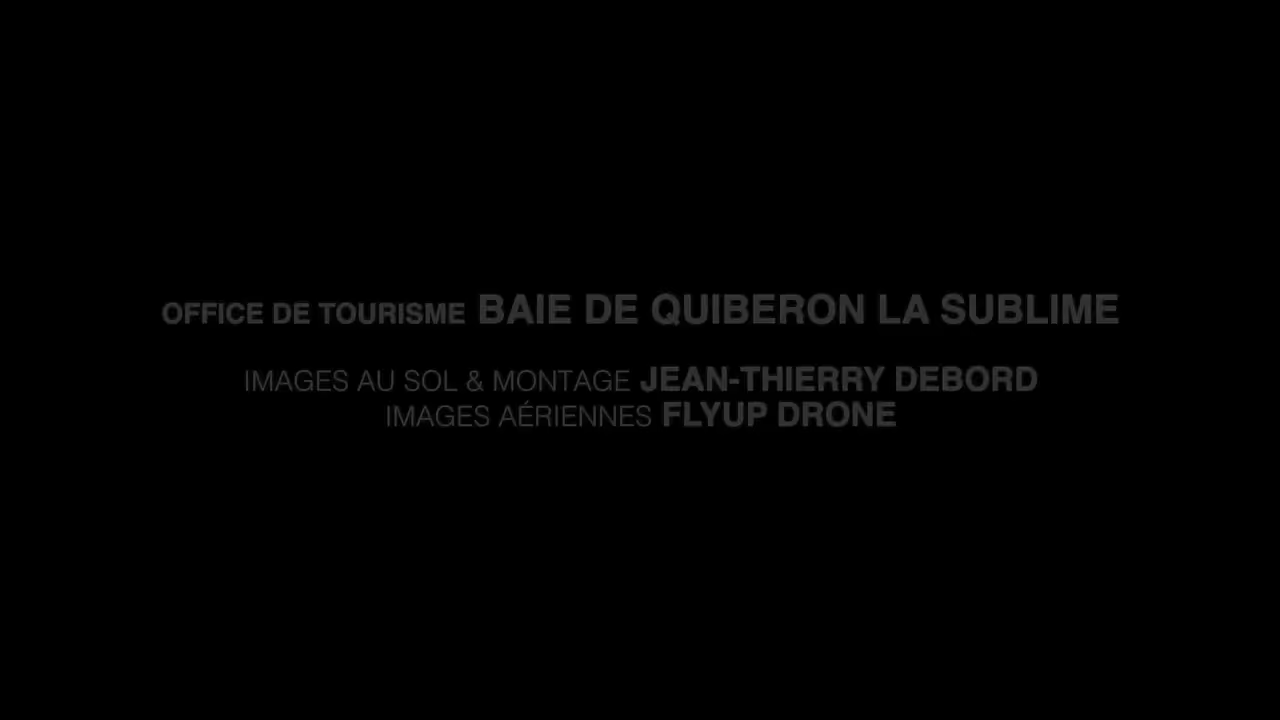 OFFICE DE TOURISME BAIE DE QUIBERON LA SUBLIME
IMAGES AU SOL & MONTAGE JEAN-THIERRY DEBORD
IMAGES AÉRIENNES FLYUP DRONE